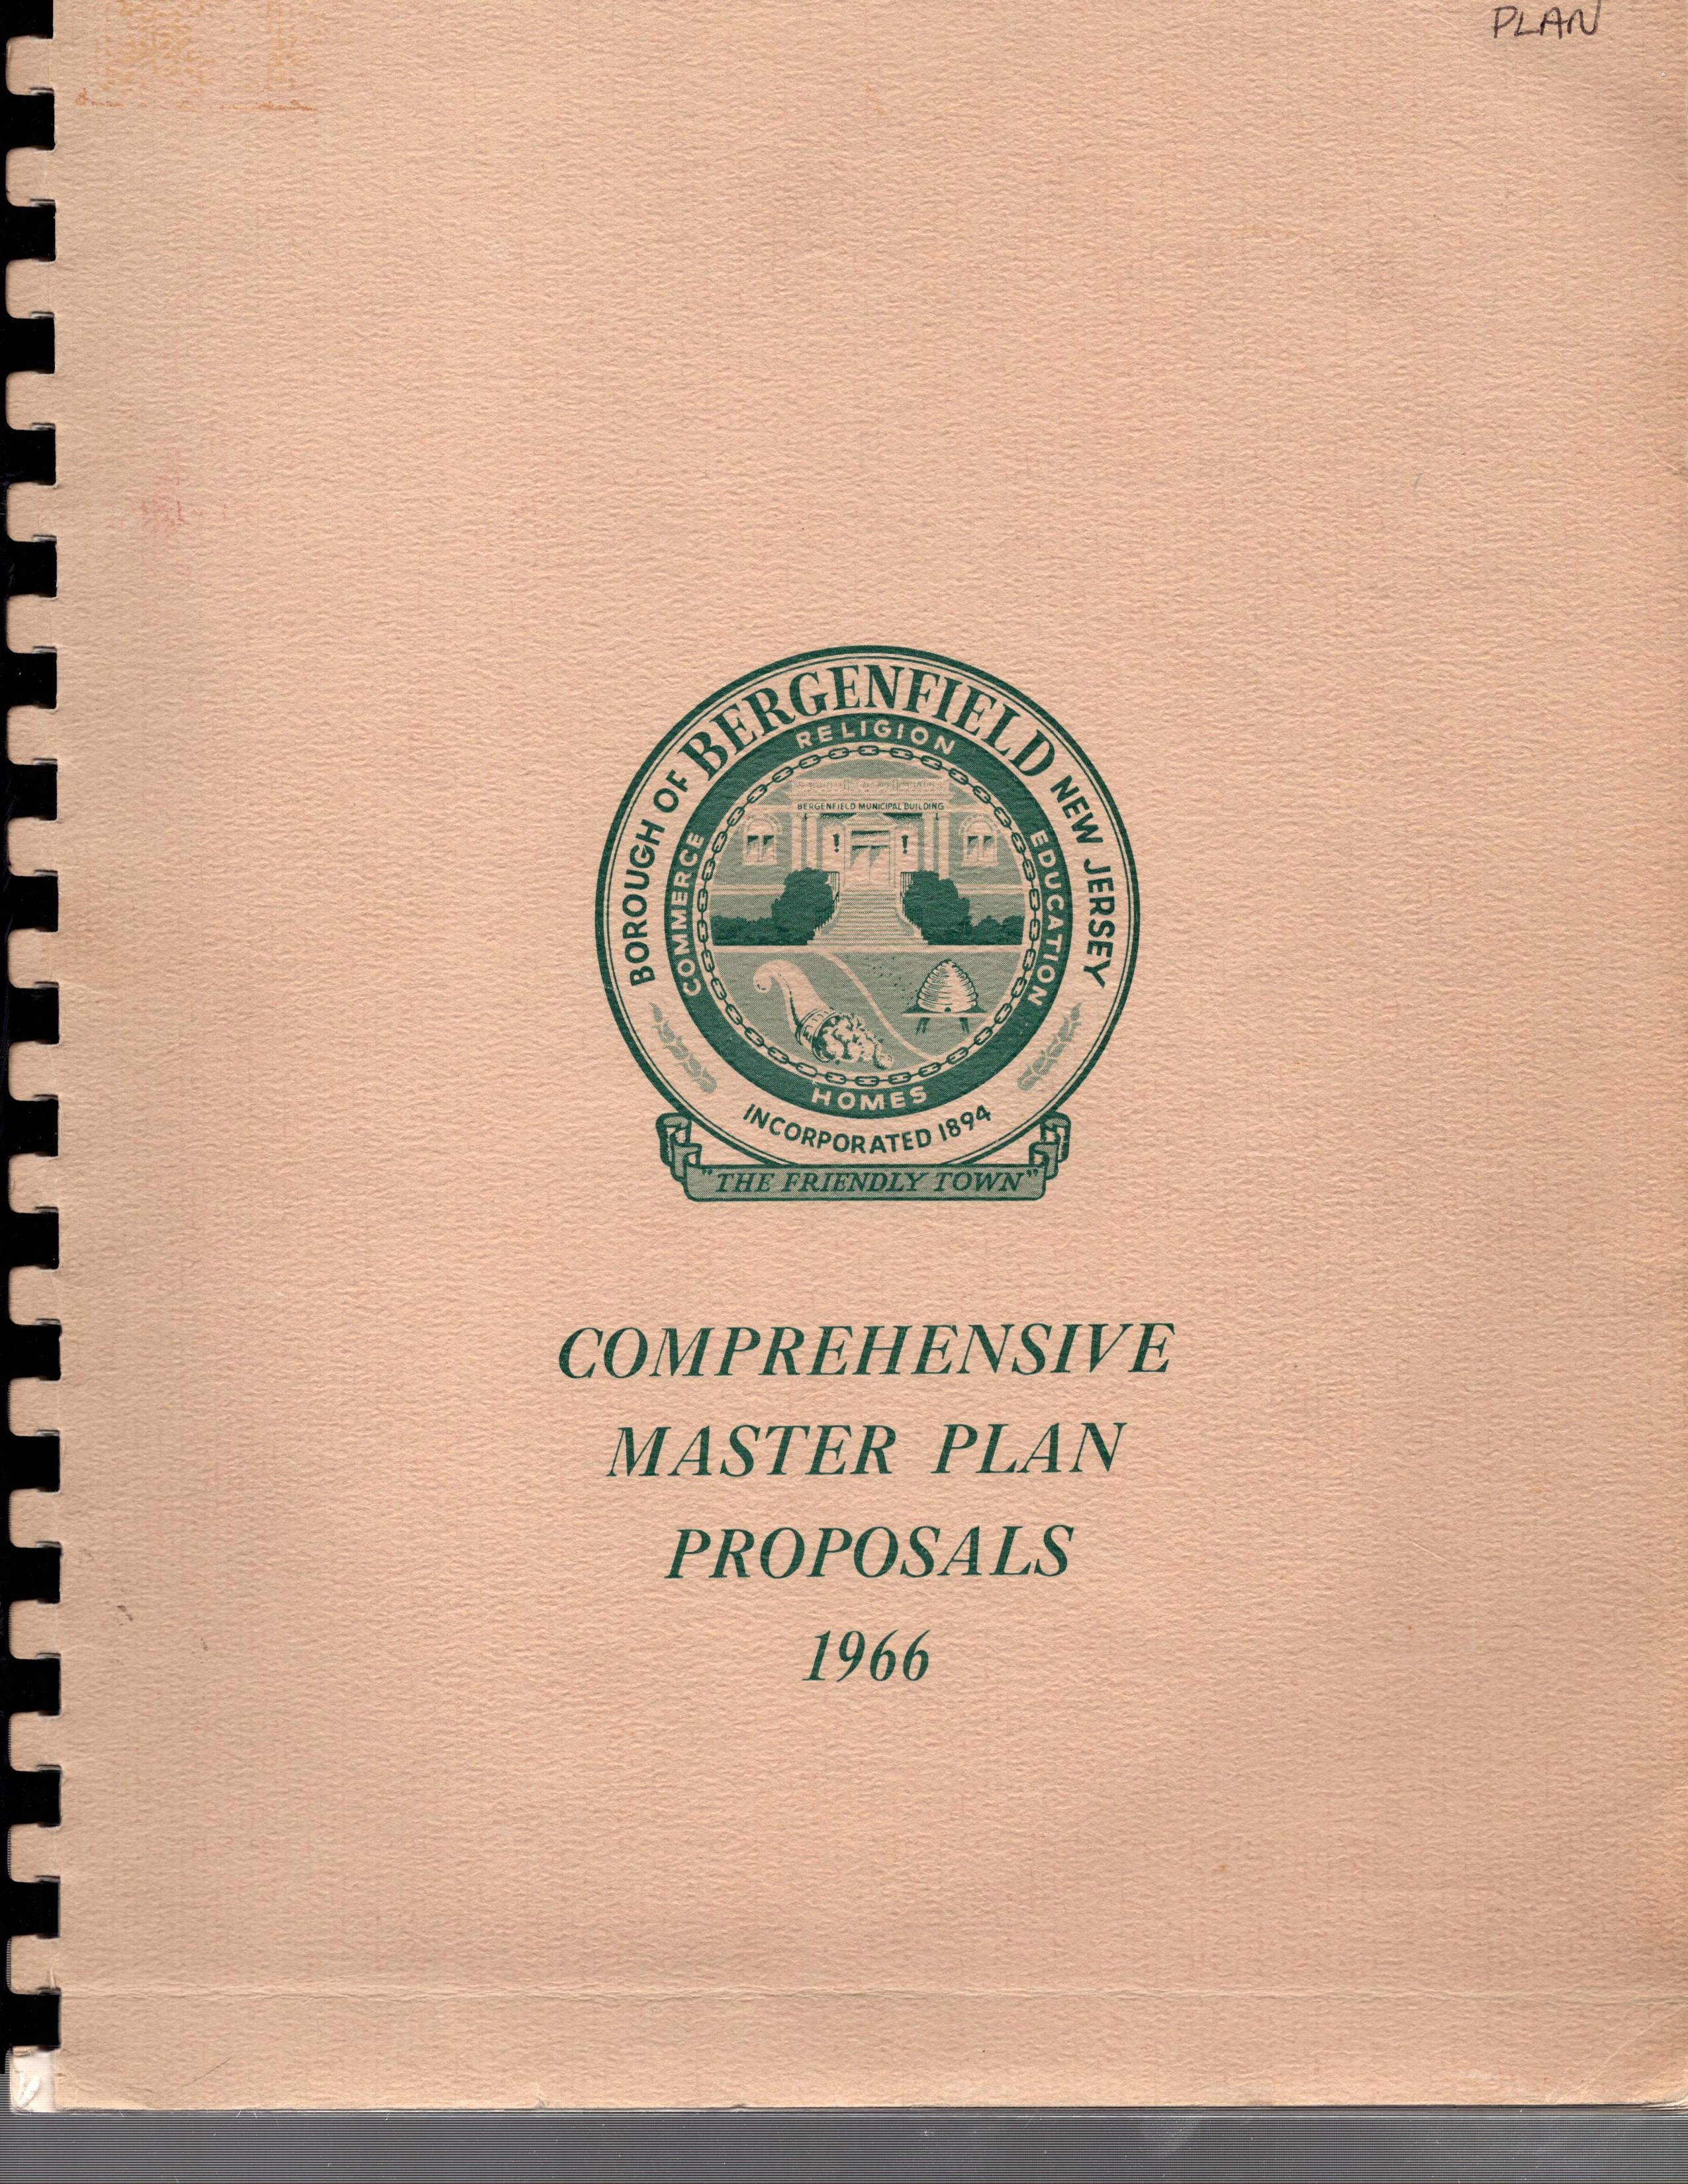 PLAN
BOROUGH OF BERGENFIELD NEW JERSEY
RELIGION
COMMERCE
EDUCATION
BERGENFIELD MUNICIPAL BUILDING
HOMES
INCORPORATED 1894
"THE FRIENDLY TOWN"
COMPREHENSIVE
MASTER PLAN
PROPOSALS
1966